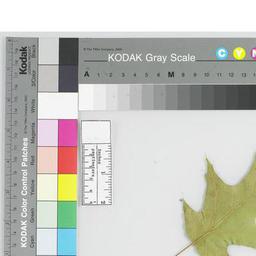 © The Tiffen Company, 2000
KODAK Gray Scale
C Y M
A 1 2 3 4 5 6 M 8 9 10 11 12 13
Kodak
KODAK Color Control Patches
Black
3/Color
White
Magenta
Red
Yellow
Green
Cyan